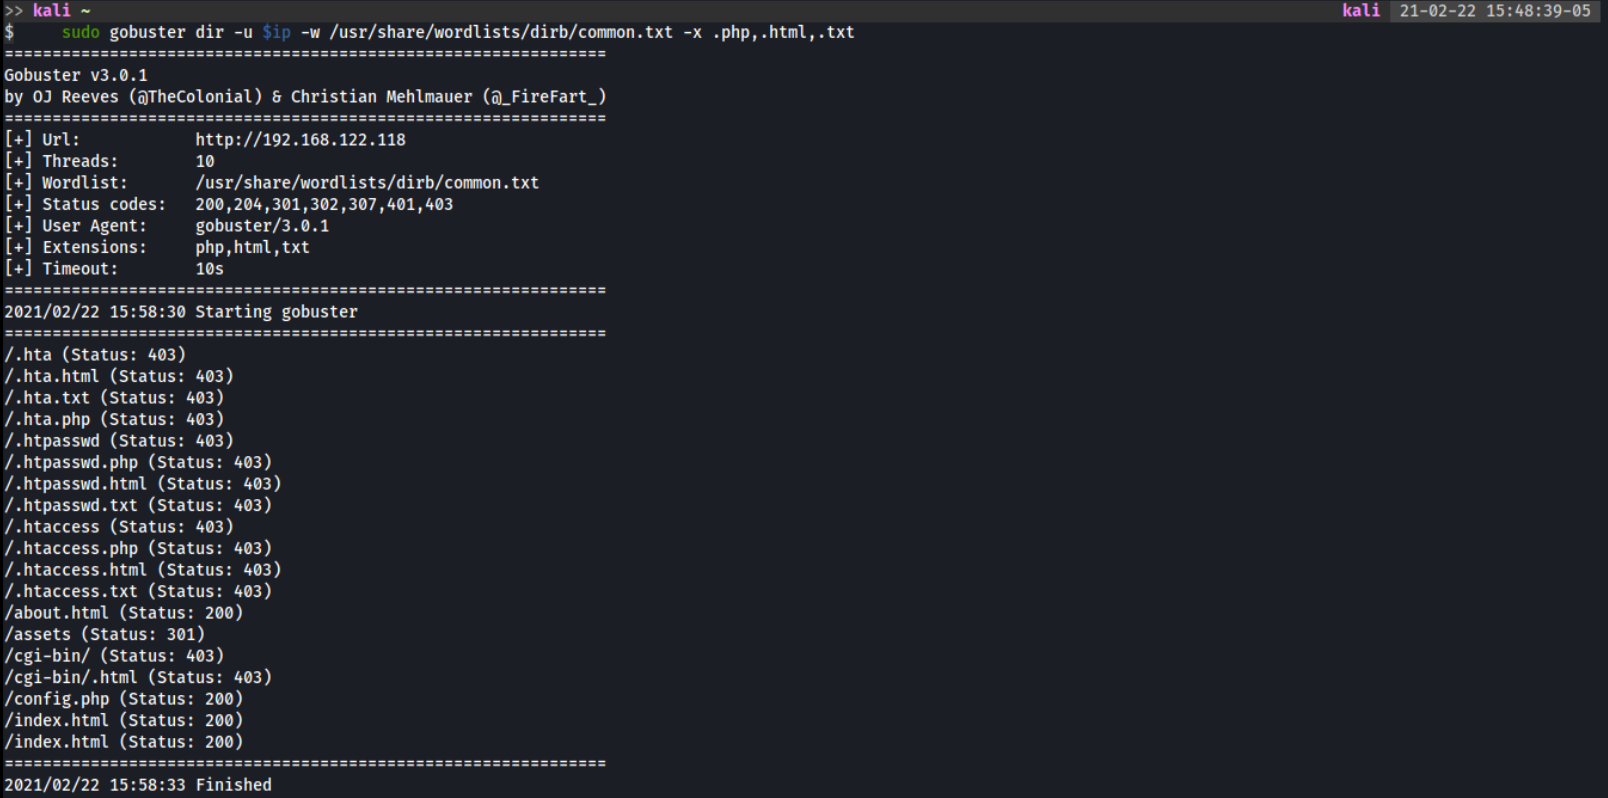 >> kali ~ kali 21-02-22 15:48:39-05
$ sudo gobuster dir -u $ip -w /usr/share/wordlists/dirb/common.txt -x .php,.html,.txt
===============================================================
Gobuster v3.0.1
by OJ Reeves (@TheColonial) & Christian Mehlmauer (@_FireFart_)
===============================================================
[+] Url:            http://192.168.122.118
[+] Threads:        10
[+] Wordlist:       /usr/share/wordlists/dirb/common.txt
[+] Status codes:   200,204,301,302,307,401,403
[+] User Agent:     gobuster/3.0.1
[+] Extensions:     php,html,txt
[+] Timeout:        10s
===============================================================
2021/02/22 15:58:30 Starting gobuster
===============================================================
/.hta (Status: 403)
/.hta.html (Status: 403)
/.hta.txt (Status: 403)
/.hta.php (Status: 403)
/.htpasswd (Status: 403)
/.htpasswd.php (Status: 403)
/.htpasswd.html (Status: 403)
/.htpasswd.txt (Status: 403)
/.htaccess (Status: 403)
/.htaccess.php (Status: 403)
/.htaccess.html (Status: 403)
/.htaccess.txt (Status: 403)
/about.html (Status: 200)
/assets (Status: 301)
/cgi-bin/ (Status: 403)
/cgi-bin/.html (Status: 403)
/config.php (Status: 200)
/index.html (Status: 200)
/index.html (Status: 200)
===============================================================
2021/02/22 15:58:33 Finished